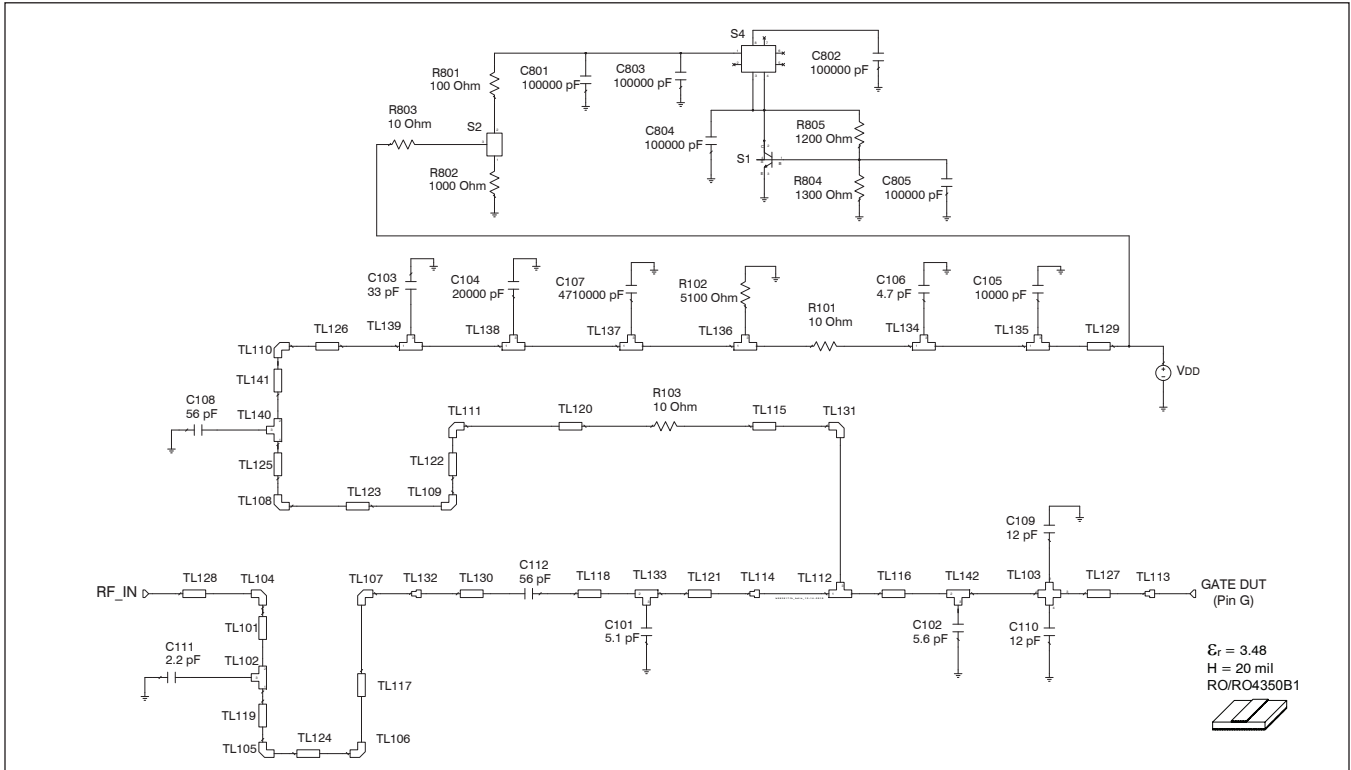 S4
C802
100000 pF
R801
100 Ohm
C801
100000 pF
C803
100000 pF
R803
10 Ohm
S2
C804
100000 pF
R805
1200 Ohm
S1
R802
1000 Ohm
R804
1300 Ohm
C805
100000 pF
C103
33 pF
C104
20000 pF
C107
4710000 pF
R102
5100 Ohm
C106
4.7 pF
C105
10000 pF
R101
10 Ohm
TL110
TL126
TL139
TL138
TL137
TL136
TL134
TL135
TL129
VDD
TL141
C108
56 pF
TL140
TL111
TL120
R103
10 Ohm
TL115
TL131
TL125
TL122
TL108
TL123
TL109
C109
12 pF
RF_IN
TL128
TL104
TL107
TL132
TL130
C112
56 pF
TL118
TL133
TL121
TL114
TL112
TL116
TL142
TL103
TL127
TL113
GATE DUT
(Pin G)
TL101
C101
5.1 pF
C102
5.6 pF
C110
12 pF
C111
2.2 pF
TL102
TL117
TL119
TL105
TL124
TL106
Ɛr = 3.48
H = 20 mil
RO/RO4350B1